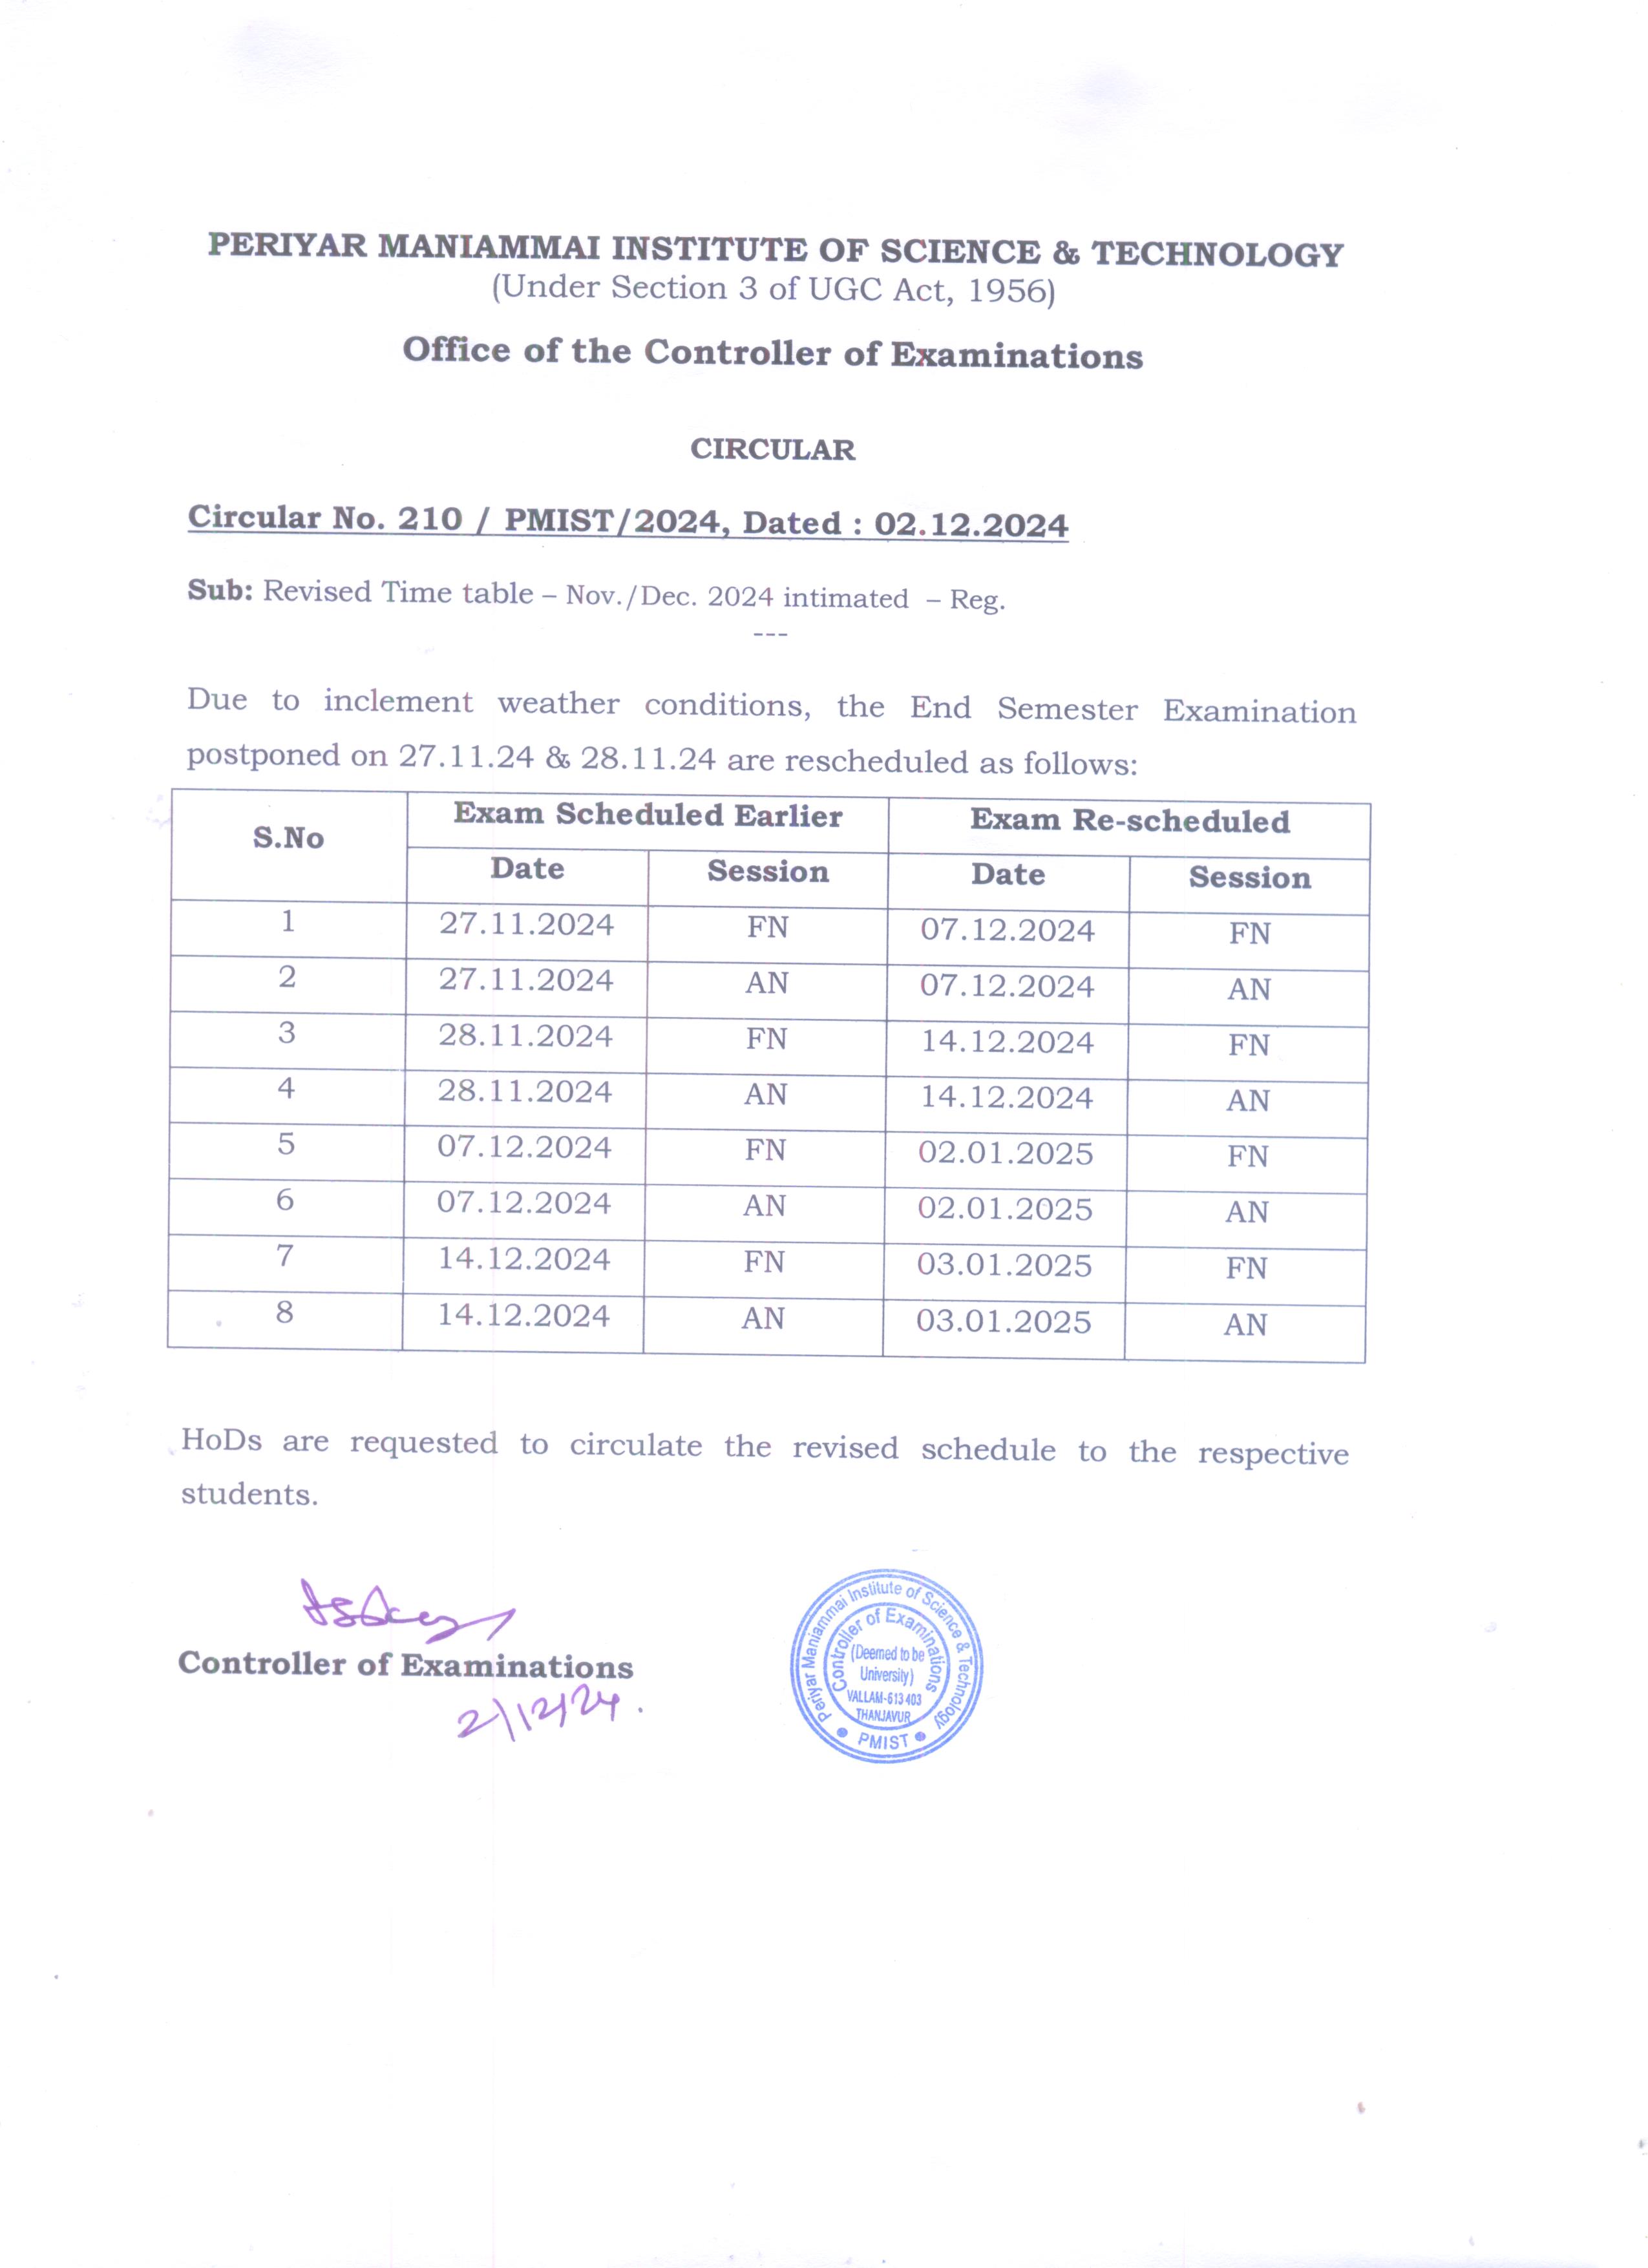 PERIYAR MANIAMMAI INSTITUTE OF SCIENCE & TECHNOLOGY
(Under Section 3 of UGC Act, 1956)
Office of the Controller of Examinations
CIRCULAR
Circular No. 210 / PMIST/2024, Dated : 02.12.2024
Sub: Revised Time table – Nov./Dec. 2024 intimated – Reg.
---
Due to inclement weather conditions, the End Semester Examination
postponed on 27.11.24 & 28.11.24 are rescheduled as follows:
S.No Exam Scheduled Earlier Exam Re-scheduled
Date Session Date Session
1 27.11.2024 FN 07.12.2024 FN
2 27.11.2024 AN 07.12.2024 AN
3 28.11.2024 FN 14.12.2024 FN
4 28.11.2024 AN 14.12.2024 AN
5 07.12.2024 FN 02.01.2025 FN
6 07.12.2024 AN 02.01.2025 AN
7 14.12.2024 FN 03.01.2025 FN
8 14.12.2024 AN 03.01.2025 AN
HoDs are requested to circulate the revised schedule to the respective
students.
Controller of Examinations
2/12/24.
Periyar Maniammai Institute of Science & Technology
Controller of Examinations
(Deemed to be
University)
VALLAM-613 403
THANJAVUR
PMIST